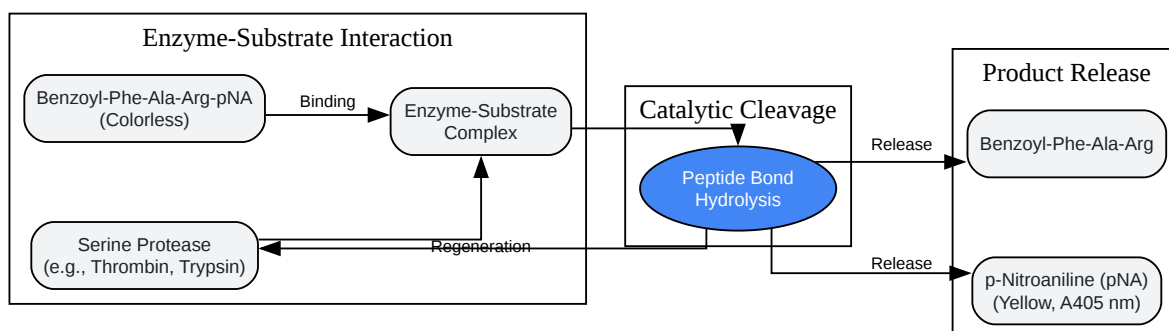 Enzyme-Substrate Interaction
Benzoyl-Phe-Ala-Arg-pNA
(Colorless)
Binding
Enzyme-Substrate
Complex
Serine Protease
(e.g., Thrombin, Trypsin)
Regeneration
Catalytic Cleavage
Peptide Bond
Hydrolysis
Release
Release
Product Release
Benzoyl-Phe-Ala-Arg
p-Nitroaniline (pNA)
(Yellow, A405 nm)